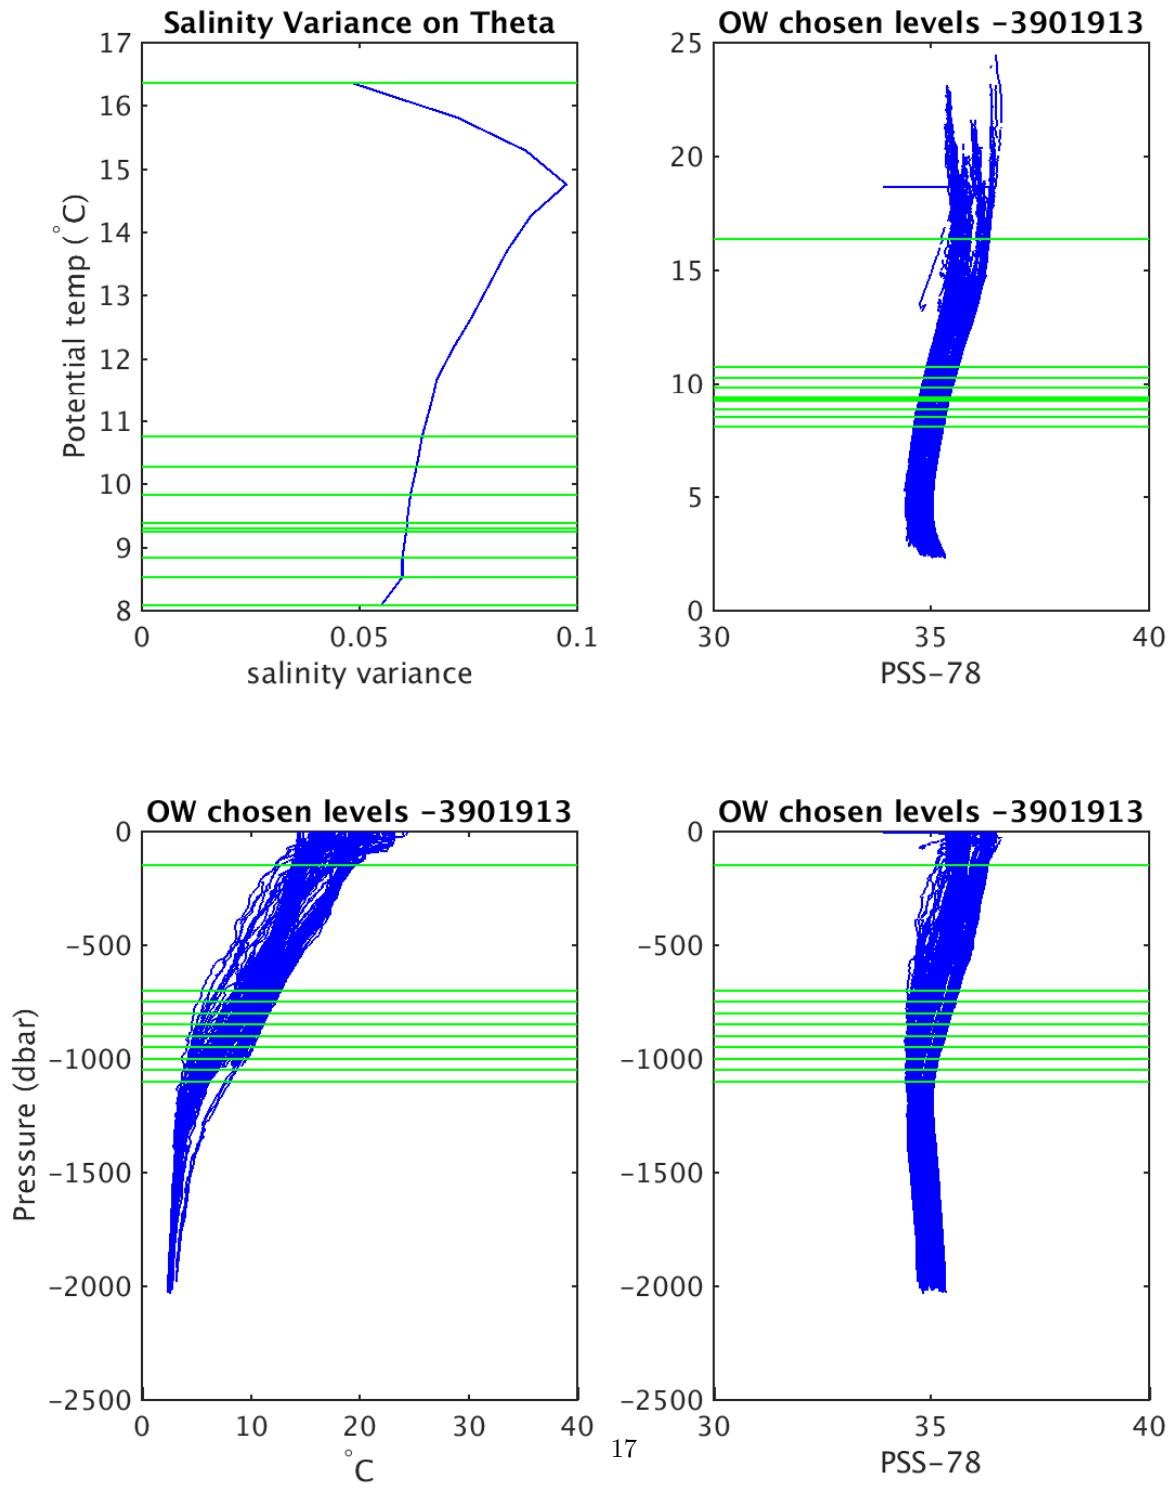 Salinity Variance on Theta
17
16
15
14
13
12
11
10
9
8
Potential temp (°C)
0 0.05 0.1
salinity variance
OW chosen levels −3901913
25
20
15
10
5
0
30 35 40
PSS−78
OW chosen levels −3901913
0
−500
−1000
−1500
−2000
−2500
Pressure (dbar)
0 10 20 30 40
°C
OW chosen levels −3901913
0
−500
−1000
−1500
−2000
−2500
30 35 40
PSS−78
17